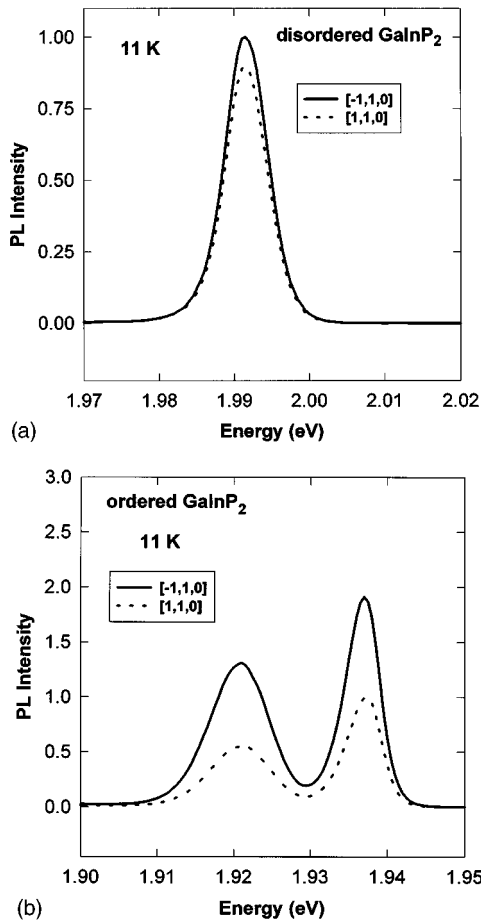 11 K
disordered GaInP₂
[-1,1,0]
[1,1,0]
PL Intensity
1.00
0.75
0.50
0.25
0.00
1.97 1.98 1.99 2.00 2.01 2.02
Energy (eV)
(a)
ordered GaInP₂
11 K
[-1,1,0]
[1,1,0]
PL Intensity
3.0
2.5
2.0
1.5
1.0
0.5
0.0
1.90 1.91 1.92 1.93 1.94 1.95
Energy (eV)
(b)